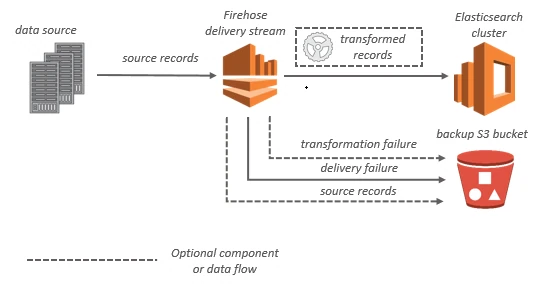 data source
source records
Firehose
delivery stream
transformed
records
Elasticsearch
cluster
backup S3 bucket
transformation failure
delivery failure
source records
Optional component
or data flow